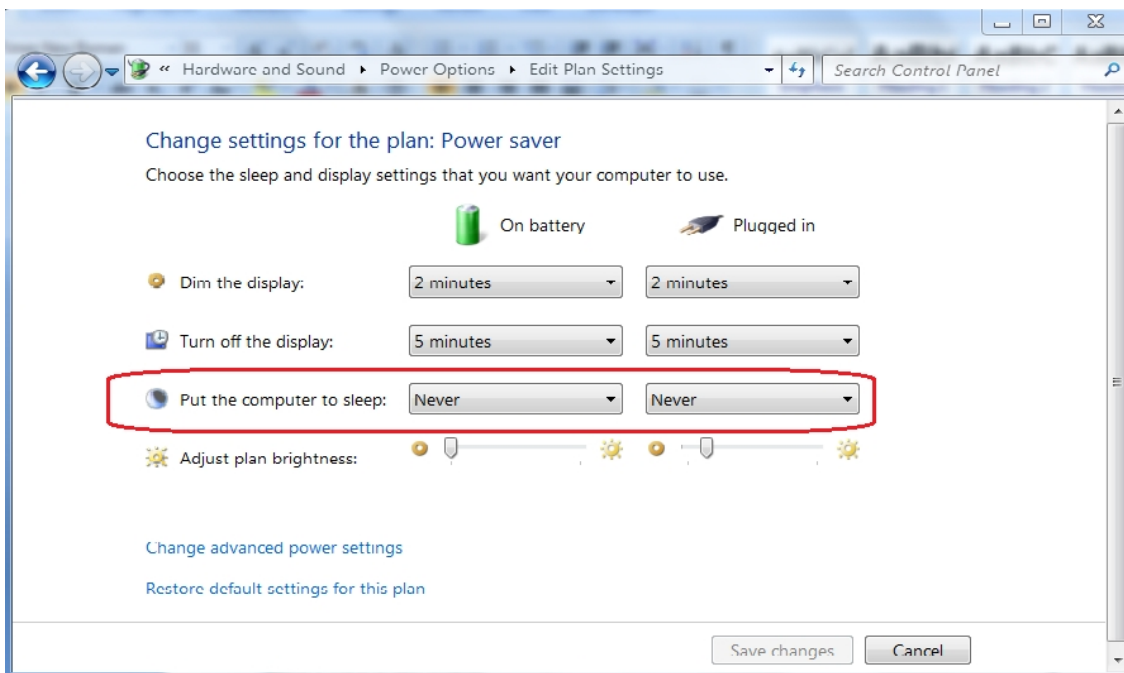 « Hardware and Sound ▸ Power Options ▸ Edit Plan Settings
Search Control Panel
Change settings for the plan: Power saver
Choose the sleep and display settings that you want your computer to use.
On battery Plugged in
Dim the display: 2 minutes 2 minutes
Turn off the display: 5 minutes 5 minutes
Put the computer to sleep: Never Never
Adjust plan brightness:
Change advanced power settings
Restore default settings for this plan
Save changes Cancel